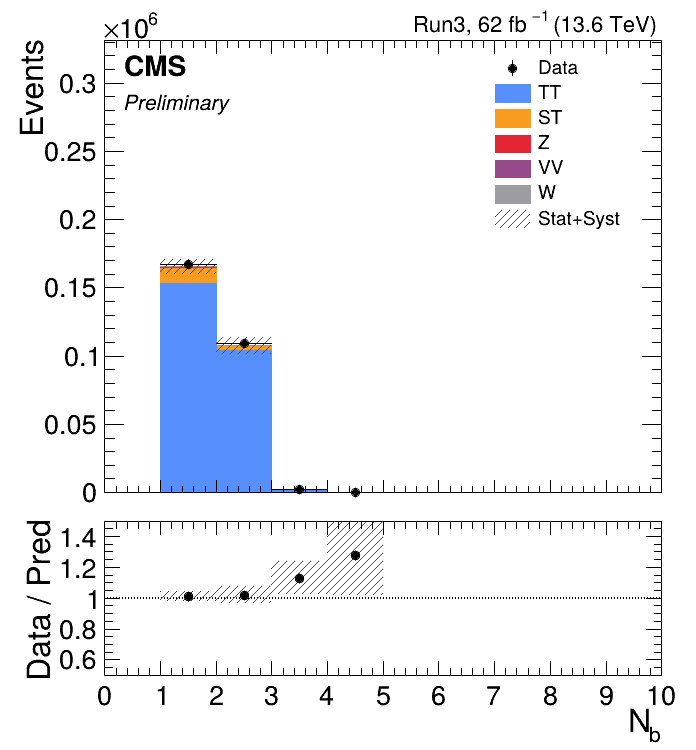 ×10⁶
Run3, 62 fb⁻¹ (13.6 TeV)
Events
CMS
Preliminary
Data
TT
ST
Z
VV
W
Stat+Syst
0.3
0.25
0.2
0.15
0.1
0.05
0
Data / Pred
1.4
1.2
1
0.8
0.6
0 1 2 3 4 5 6 7 8 9 10
N_b